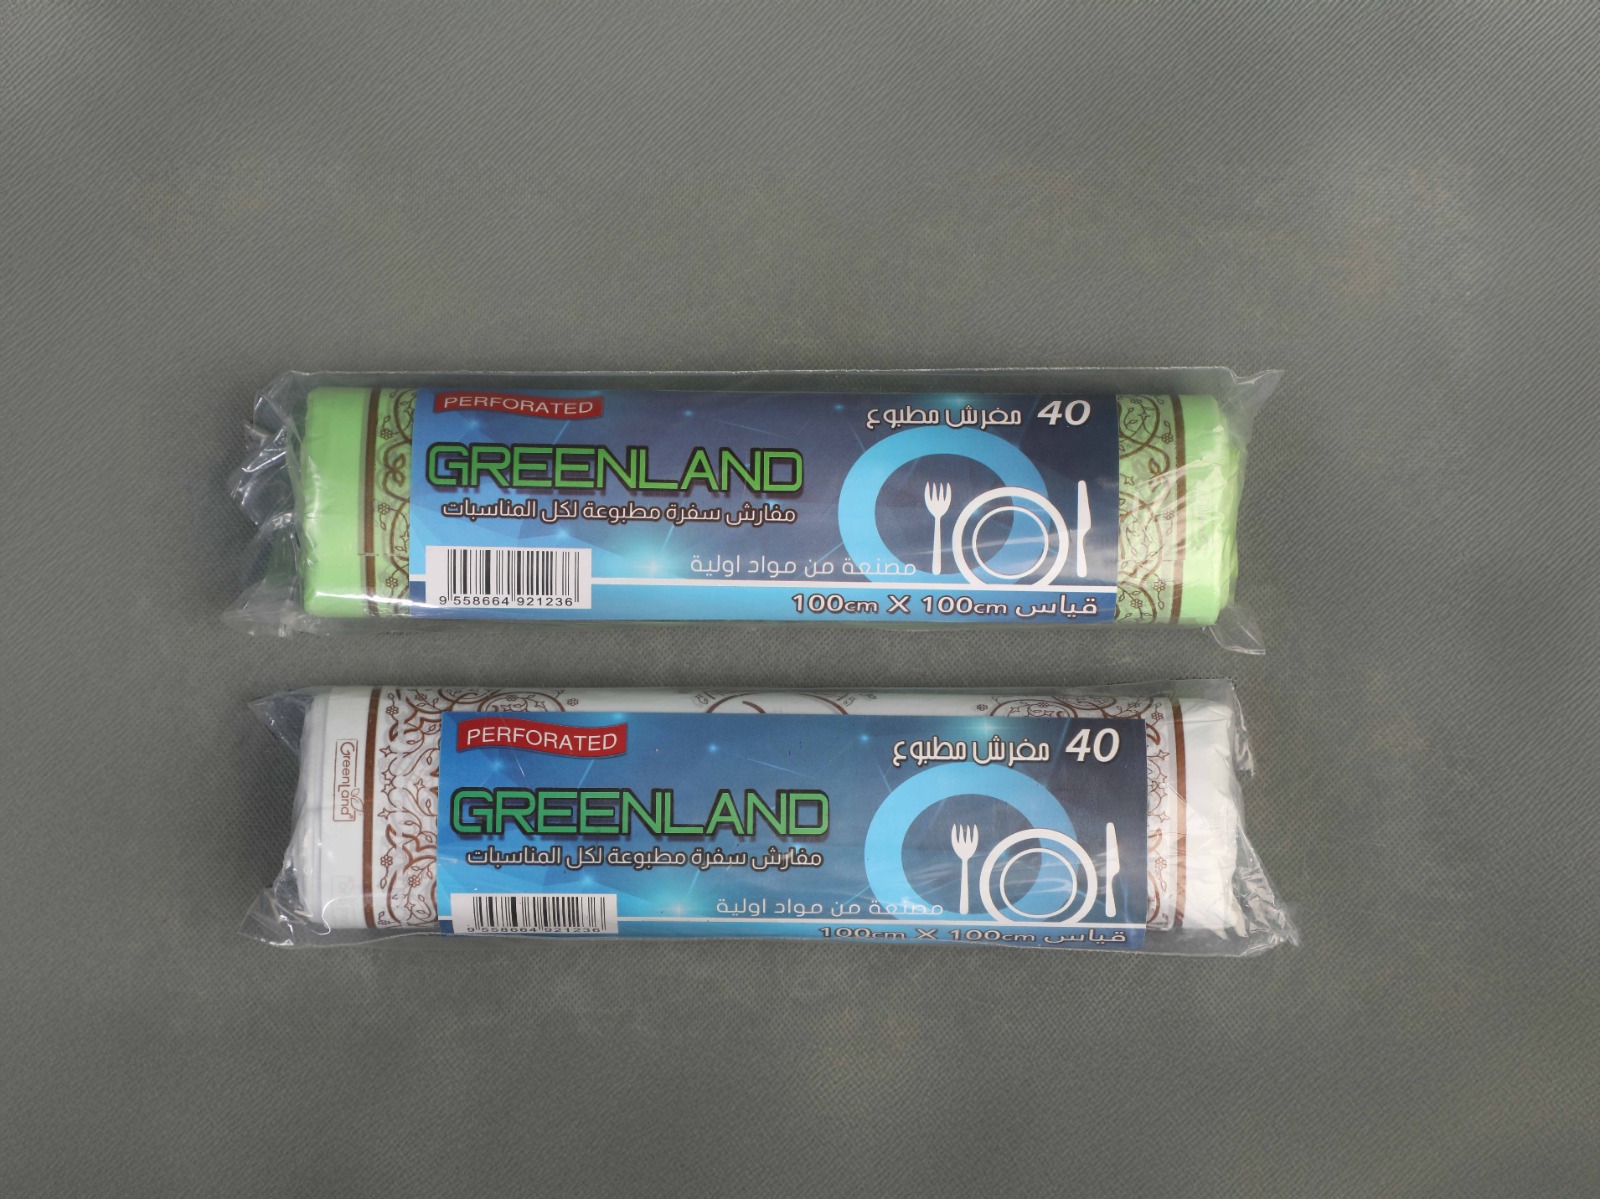 PERFORATED
40 مفرش مطبوع
GREENLAND
مفارش سفرة مطبوعة لكل المناسبات
مصنعة من مواد اولية
9 558664 921236
قياس 100cm X 100cm
PERFORATED
40 مفرش مطبوع
GreenLand
GREENLAND
مفارش سفرة مطبوعة لكل المناسبات
مصنعة من مواد اولية
9 558664 921236
قياس 100cm X 100cm